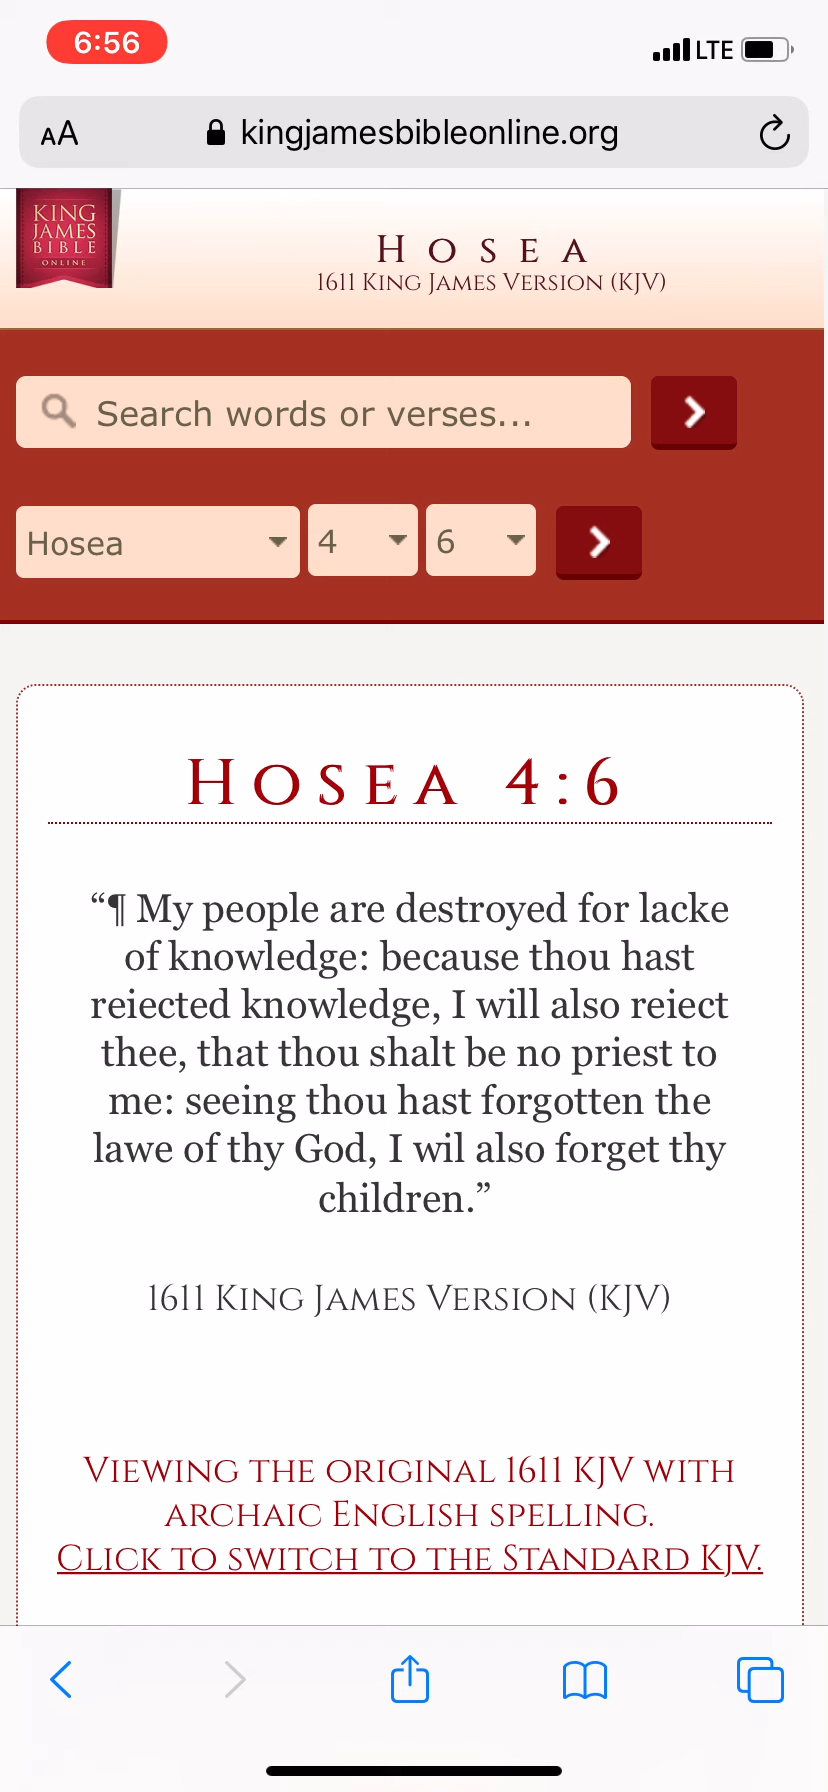 6:56
LTE
AA
kingjamesbibleonline.org
KING
JAMES
BIBLE
ONLINE
HOSEA
1611 KING JAMES VERSION (KJV)
Search words or verses...
Hosea
4
6
HOSEA 4:6
“¶ My people are destroyed for lacke
of knowledge: because thou hast
reiected knowledge, I will also reiect
thee, that thou shalt be no priest to
me: seeing thou hast forgotten the
lawe of thy God, I wil also forget thy
children.”
1611 KING JAMES VERSION (KJV)
VIEWING THE ORIGINAL 1611 KJV WITH
ARCHAIC ENGLISH SPELLING.
CLICK TO SWITCH TO THE STANDARD KJV.